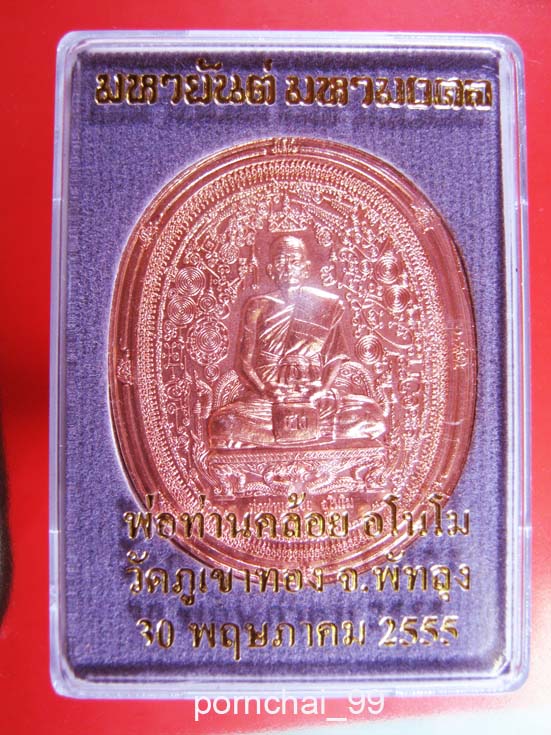 มหายันต์ มหามงคล
พ่อท่านคล้อย อโนโม
วัดภูเขาทอง จ.พัทลุง
30 พฤษภาคม 2555
pornchai_99